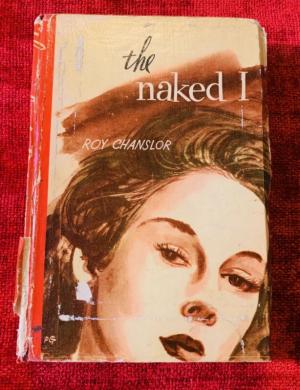 the
naked I
ROY CHANSLOR